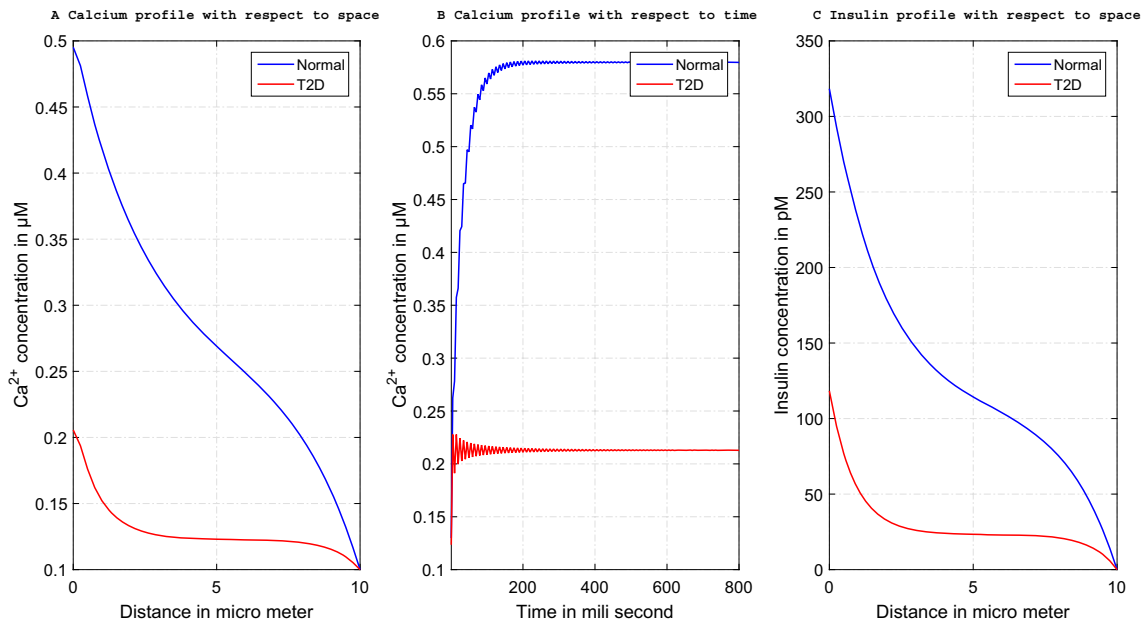 A Calcium profile with respect to space
0.5
0.45
0.4
0.35
0.3
0.25
0.2
0.15
0.1
0
5
10
Normal
T2D
Ca²⁺ concentration in µM
Distance in micro meter
B Calcium profile with respect to time
0.6
0.55
0.5
0.45
0.4
0.35
0.3
0.25
0.2
0.15
0.1
200
400
600
800
Normal
T2D
Ca²⁺ concentration in µM
Time in mili second
C Insulin profile with respect to space
350
300
250
200
150
100
50
0
0
5
10
Normal
T2D
Insulin concentration in pM
Distance in micro meter